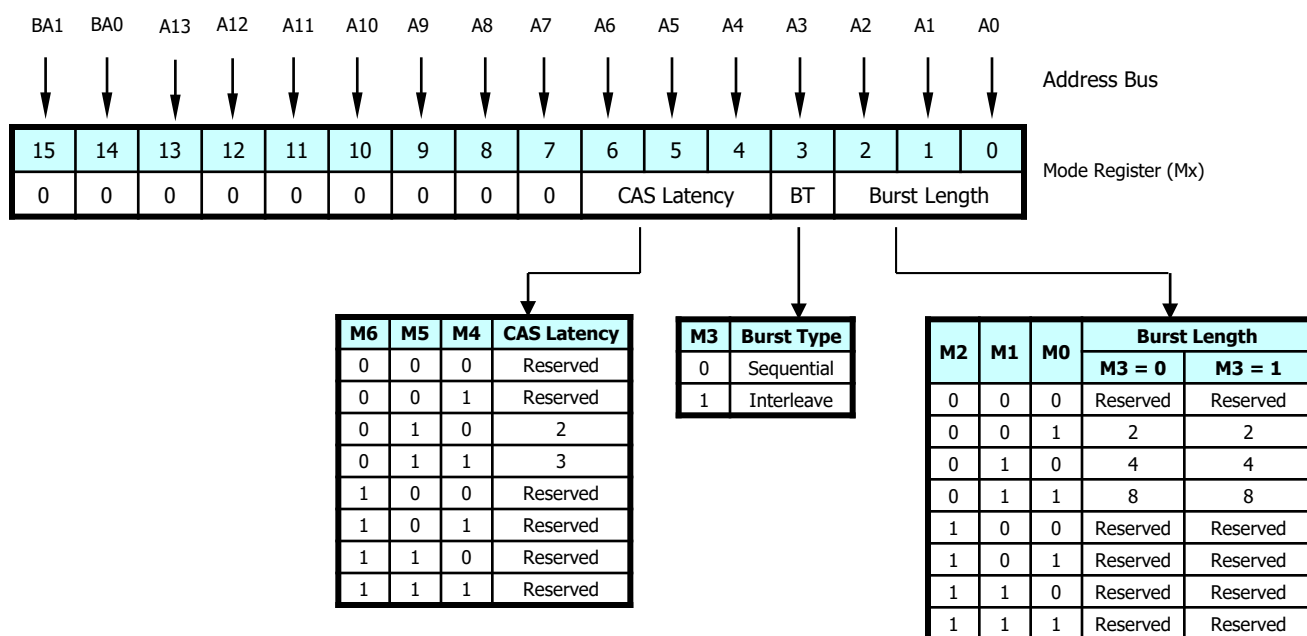 BA1 BA0 A13 A12 A11 A10 A9 A8 A7 A6 A5 A4 A3 A2 A1 A0
Address Bus
15 14 13 12 11 10 9 8 7 6 5 4 3 2 1 0
Mode Register (Mx)
0 0 0 0 0 0 0 0 0 CAS Latency BT Burst Length
M6 M5 M4 CAS Latency
0 0 0 Reserved
0 0 1 Reserved
0 1 0 2
0 1 1 3
1 0 0 Reserved
1 0 1 Reserved
1 1 0 Reserved
1 1 1 Reserved
M3 Burst Type
0 Sequential
1 Interleave
M2 M1 M0 Burst Length
M3 = 0 M3 = 1
0 0 0 Reserved Reserved
0 0 1 2 2
0 1 0 4 4
0 1 1 8 8
1 0 0 Reserved Reserved
1 0 1 Reserved Reserved
1 1 0 Reserved Reserved
1 1 1 Reserved Reserved